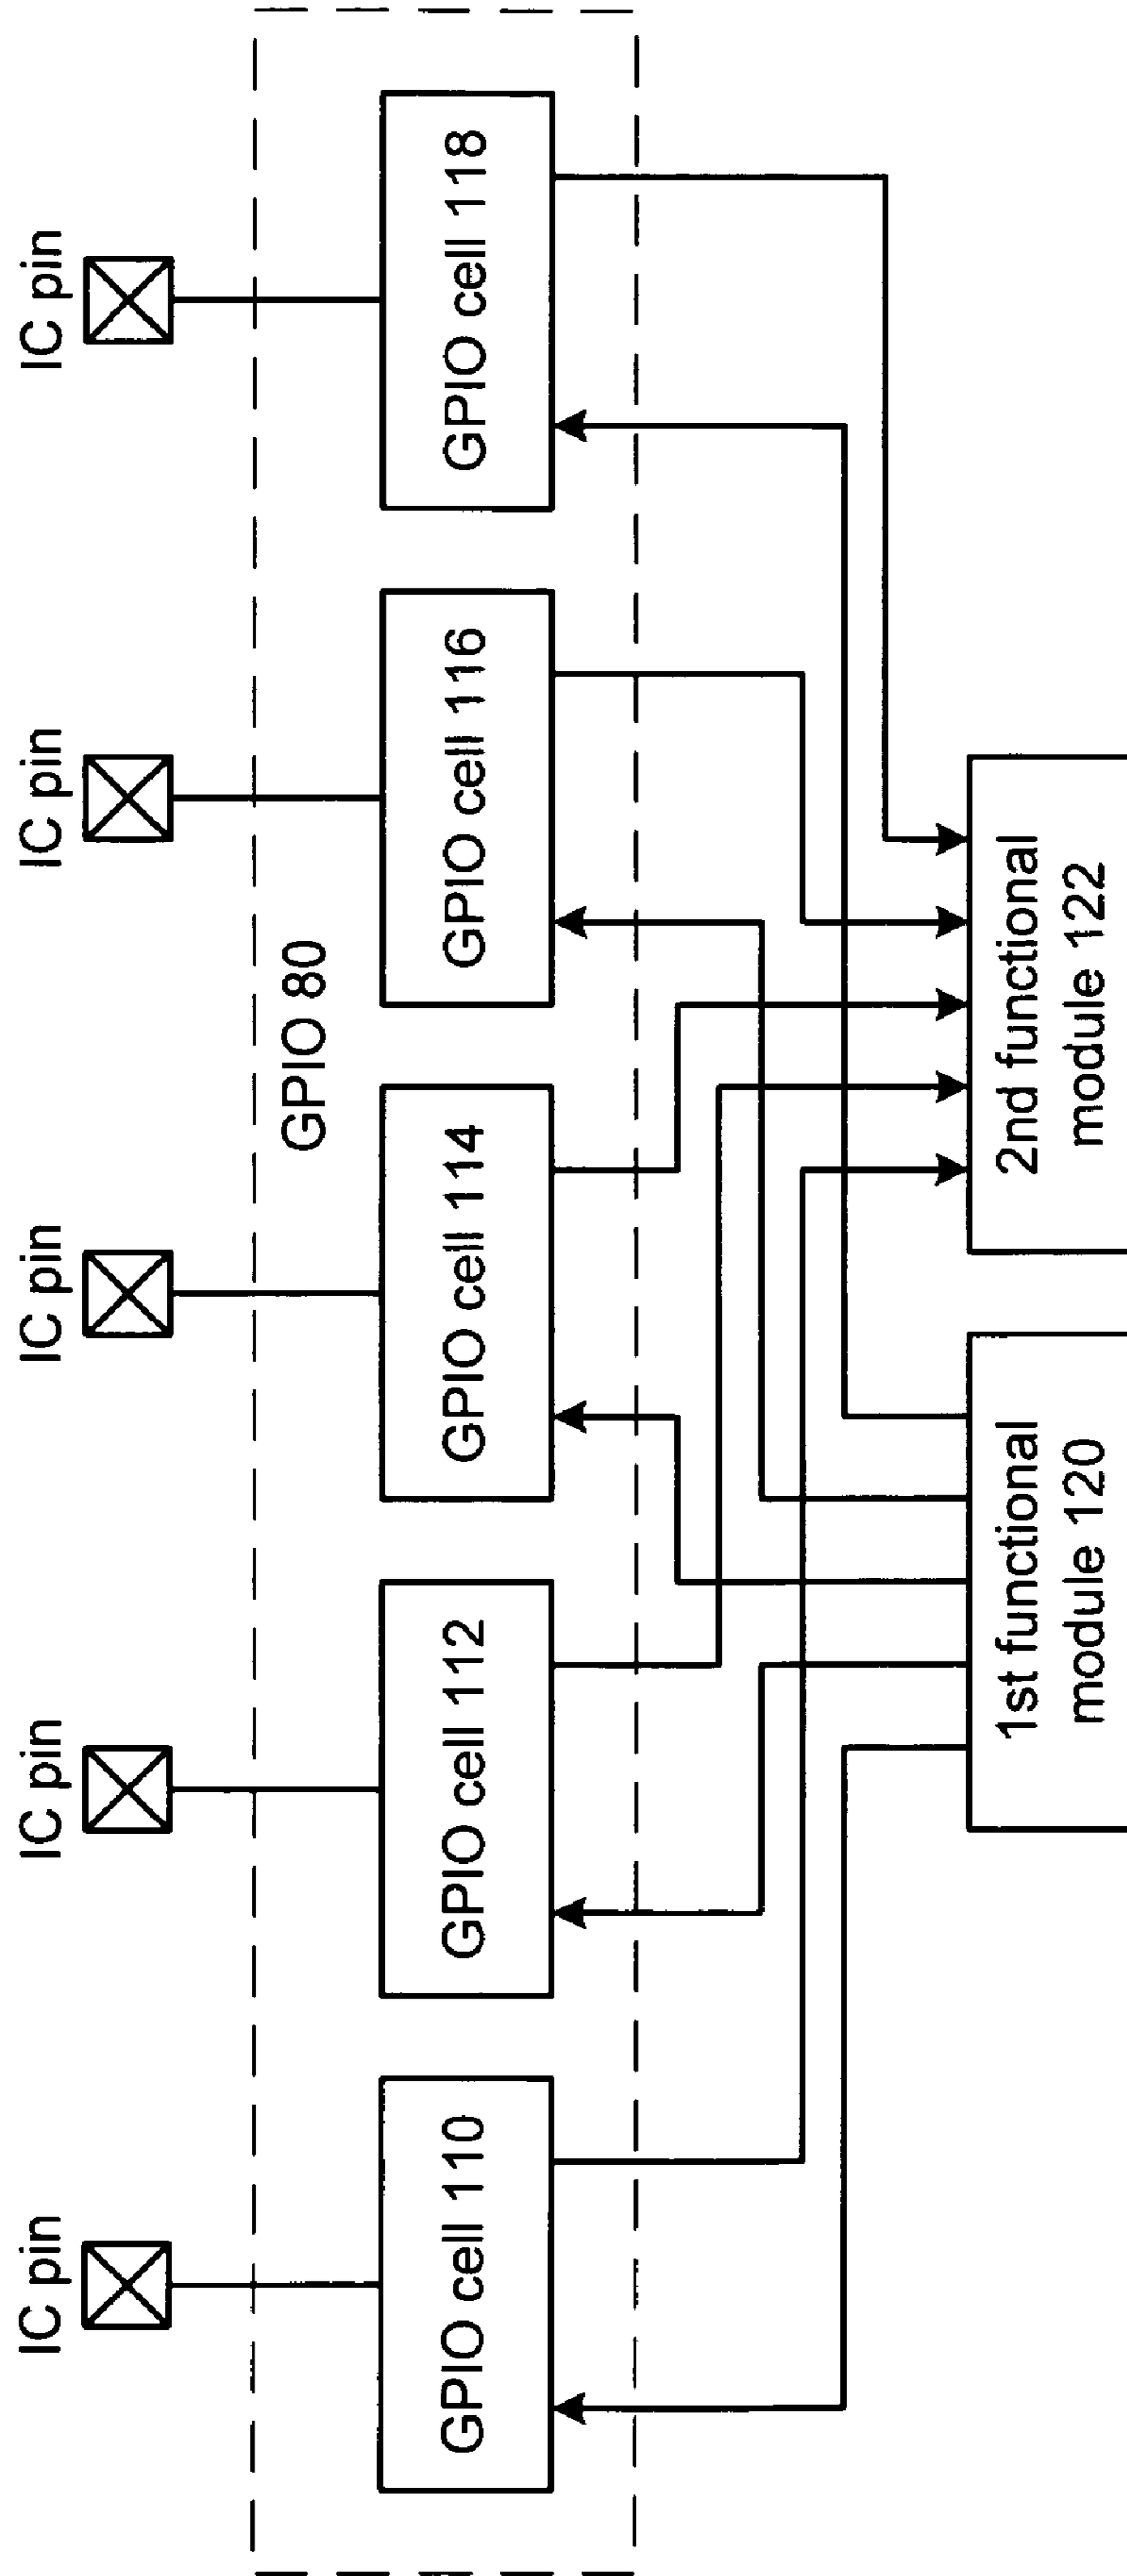 IC pin
IC pin
IC pin
IC pin
IC pin
GPIO 80
GPIO cell 110
GPIO cell 112
GPIO cell 114
GPIO cell 116
GPIO cell 118
1st functional
module 120
2nd functional
module 122